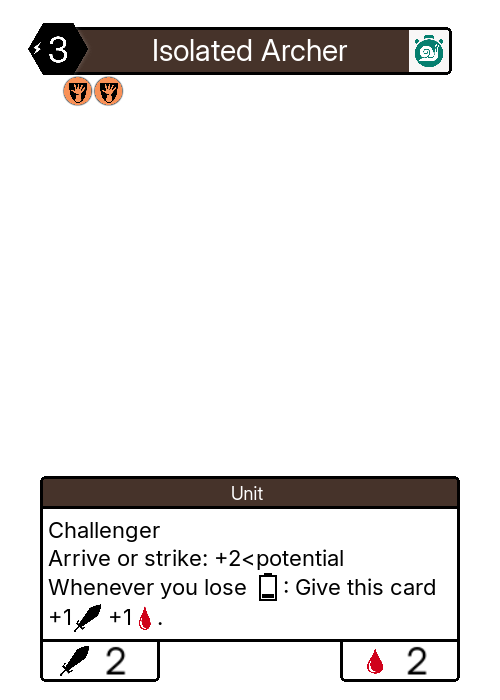 3
Isolated Archer
Unit
Challenger
Arrive or strike: +2<potential
Whenever you lose : Give this card
+1 +1 .
2
2